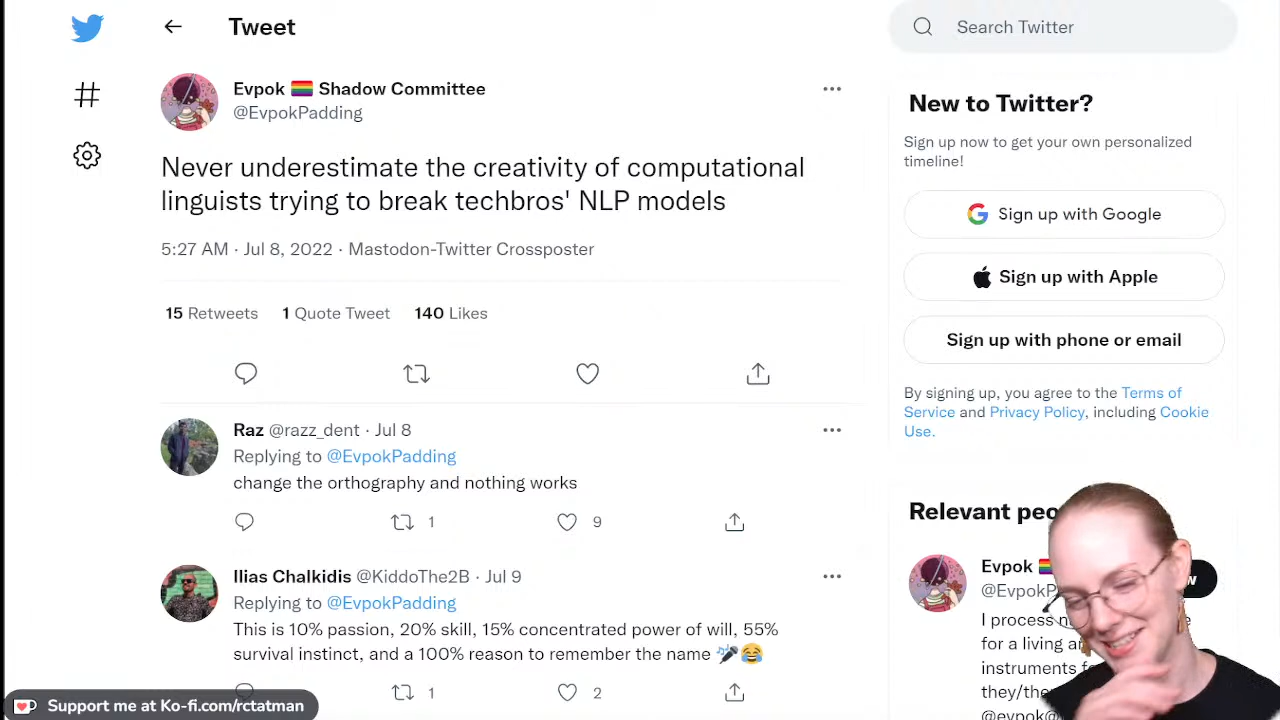 Tweet
Evpok 🏳️‍🌈 Shadow Committee
@EvpokPadding
Never underestimate the creativity of computational
linguists trying to break techbros' NLP models
5:27 AM · Jul 8, 2022 · Mastodon-Twitter Crossposter
15 Retweets 1 Quote Tweet 140 Likes
Raz @razz_dent · Jul 8
Replying to @EvpokPadding
change the orthography and nothing works
1 9
Ilias Chalkidis @KiddoThe2B · Jul 9
Replying to @EvpokPadding
This is 10% passion, 20% skill, 15% concentrated power of will, 55%
survival instinct, and a 100% reason to remember the name 🎤😂
1 2
Support me at Ko-fi.com/rctatman
Search Twitter
New to Twitter?
Sign up now to get your own personalized
timeline!
Sign up with Google
Sign up with Apple
Sign up with phone or email
By signing up, you agree to the Terms of
Service and Privacy Policy, including Cookie
Use.
Relevant
Evpok
I process
for a living
instruments